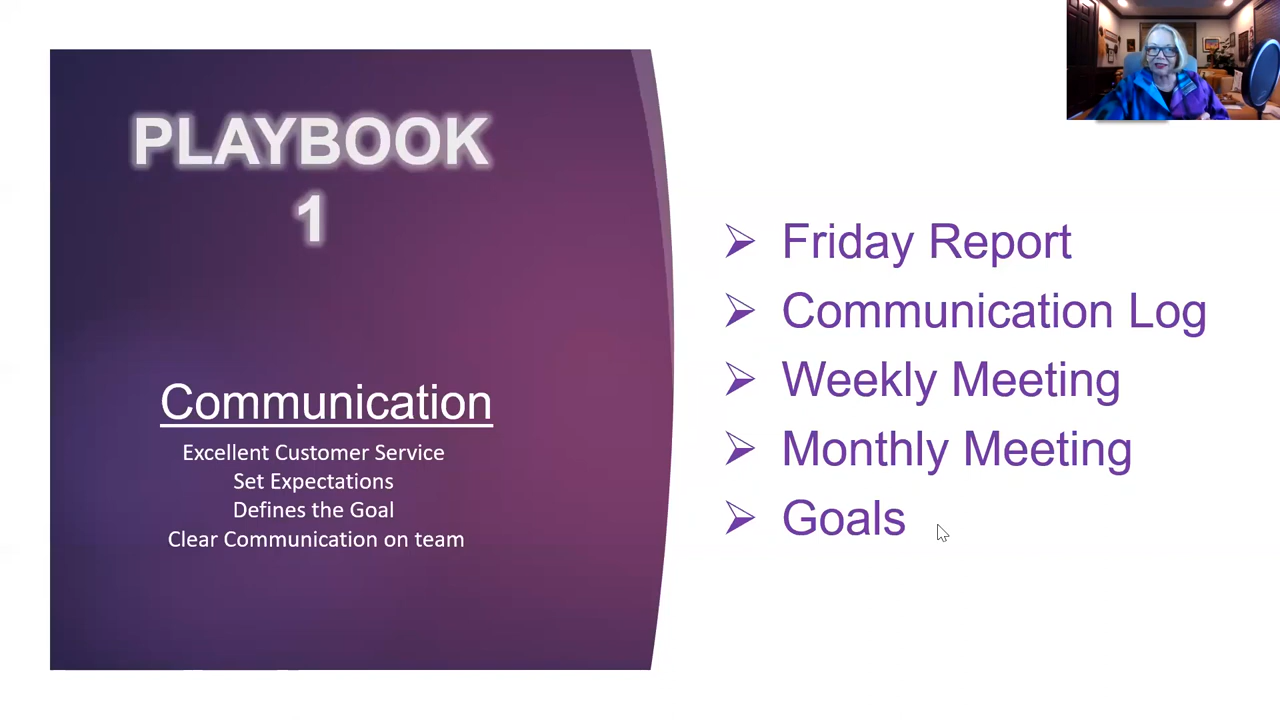 PLAYBOOK
1
Communication
Excellent Customer Service
Set Expectations
Defines the Goal
Clear Communication on team
Friday Report
Communication Log
Weekly Meeting
Monthly Meeting
Goals